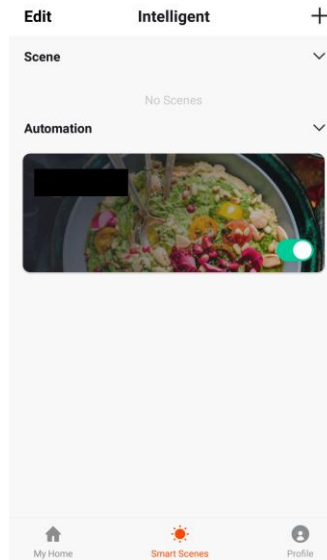 Edit Intelligent +
Scene
No Scenes
Automation
My Home Smart Scenes Profile